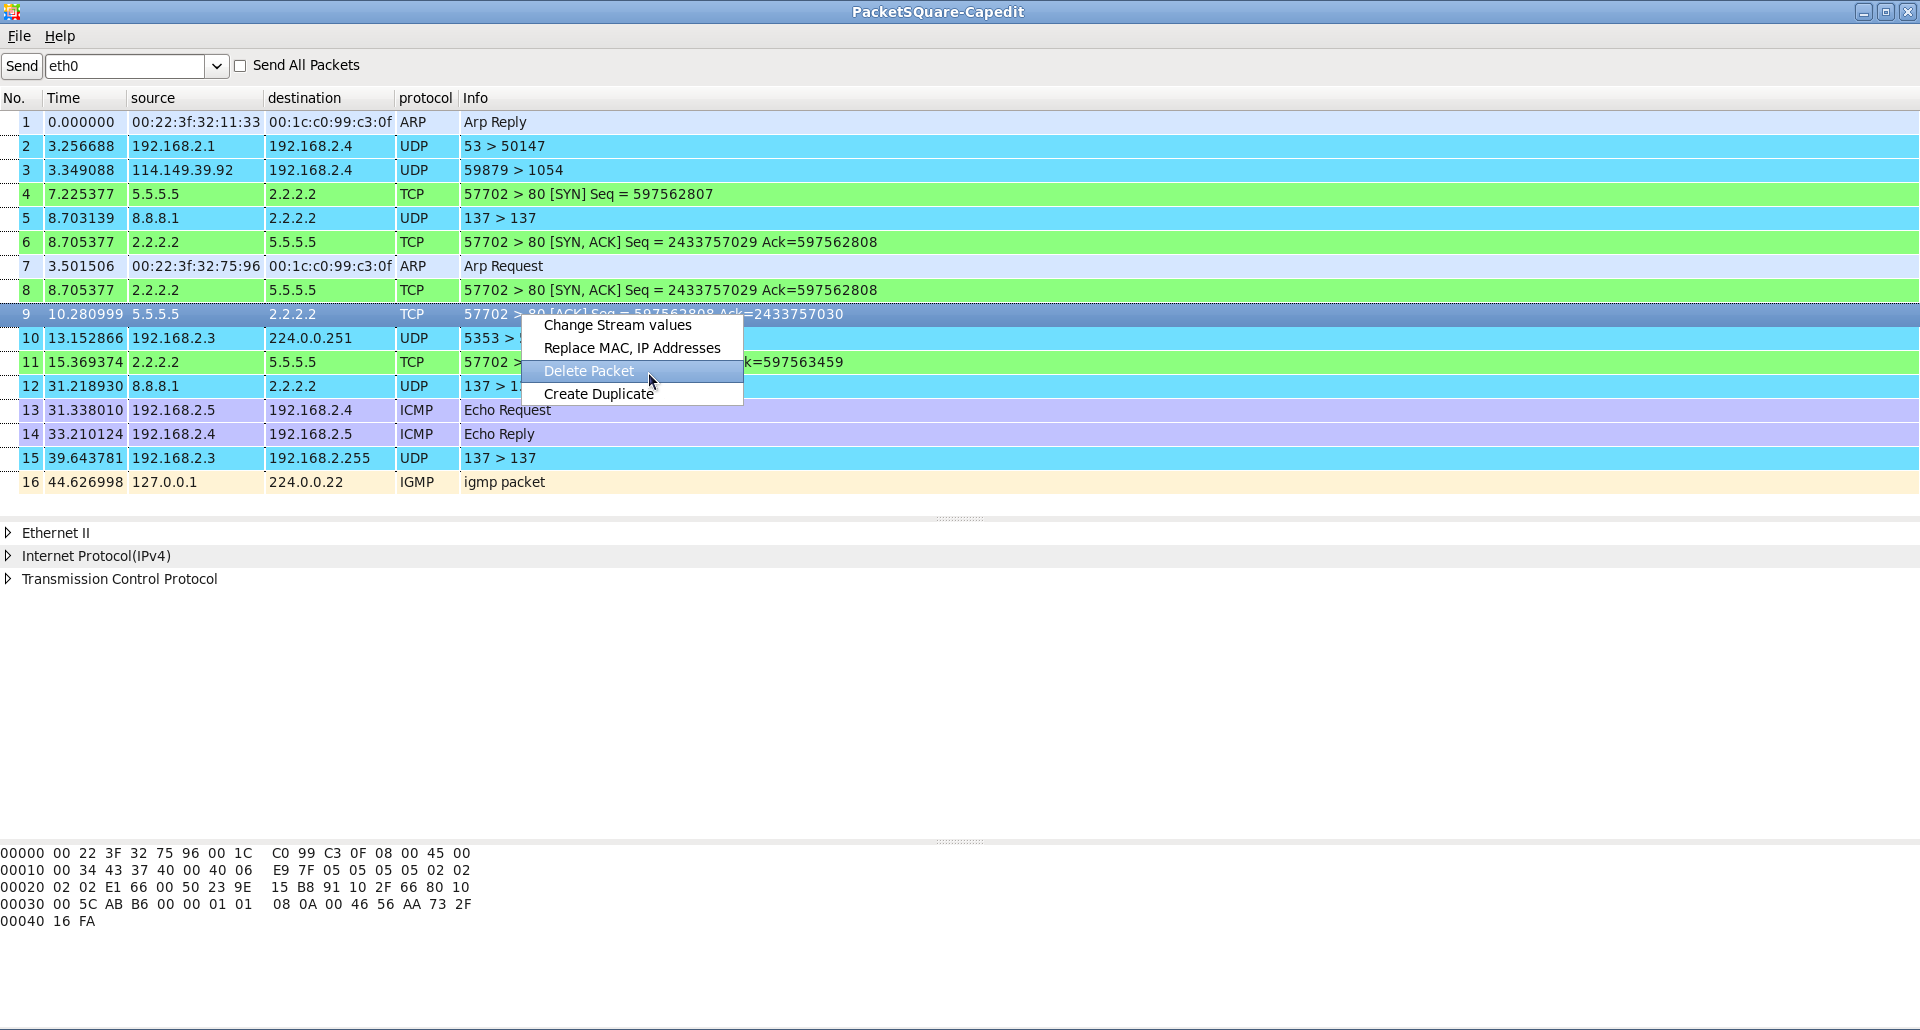 PacketSQuare-Capedit
File Help
Send eth0 Send All Packets
No. Time source destination protocol Info
1 0.000000 00:22:3f:32:11:33 00:1c:c0:99:c3:0f ARP Arp Reply
2 3.256688 192.168.2.1 192.168.2.4 UDP 53 > 50147
3 3.349088 114.149.39.92 192.168.2.4 UDP 59879 > 1054
4 7.225377 5.5.5.5 2.2.2.2 TCP 57702 > 80 [SYN] Seq = 597562807
5 8.703139 8.8.8.1 2.2.2.2 UDP 137 > 137
6 8.705377 2.2.2.2 5.5.5.5 TCP 57702 > 80 [SYN, ACK] Seq = 2433757029 Ack=597562808
7 3.501506 00:22:3f:32:75:96 00:1c:c0:99:c3:0f ARP Arp Request
8 8.705377 2.2.2.2 5.5.5.5 TCP 57702 > 80 [SYN, ACK] Seq = 2433757029 Ack=597562808
9 10.280999 5.5.5.5 2.2.2.2 TCP 57702 > 80 [ACK] Seq = 597562808 Ack=2433757030
Change Stream values
10 13.152866 192.168.2.3 224.0.0.251 UDP 5353 >
Replace MAC, IP Addresses
11 15.369374 2.2.2.2 5.5.5.5 TCP 57702 > k=597563459
Delete Packet
12 31.218930 8.8.8.1 2.2.2.2 UDP 137 > 1
Create Duplicate
13 31.338010 192.168.2.5 192.168.2.4 ICMP Echo Request
14 33.210124 192.168.2.4 192.168.2.5 ICMP Echo Reply
15 39.643781 192.168.2.3 192.168.2.255 UDP 137 > 137
16 44.626998 127.0.0.1 224.0.0.22 IGMP igmp packet
Ethernet II
Internet Protocol(IPv4)
Transmission Control Protocol
00000 00 22 3F 32 75 96 00 1C C0 99 C3 0F 08 00 45 00
00010 00 34 43 37 40 00 40 06 E9 7F 05 05 05 05 02 02
00020 02 02 E1 66 00 50 23 9E 15 B8 91 10 2F 66 80 10
00030 00 5C AB B6 00 00 01 01 08 0A 00 46 56 AA 73 2F
00040 16 FA